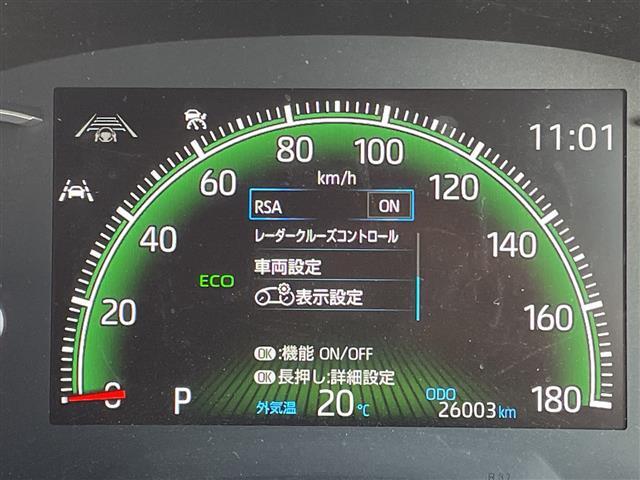 11:01
80 100
km/h
60 120
RSA ON
レーダークルーズコントロール
40 140
車両設定
ECO
表示設定
20 160
OK:機能 ON/OFF
OK長押し:詳細設定
0 P 外気温 20℃ ODO 26003km 180